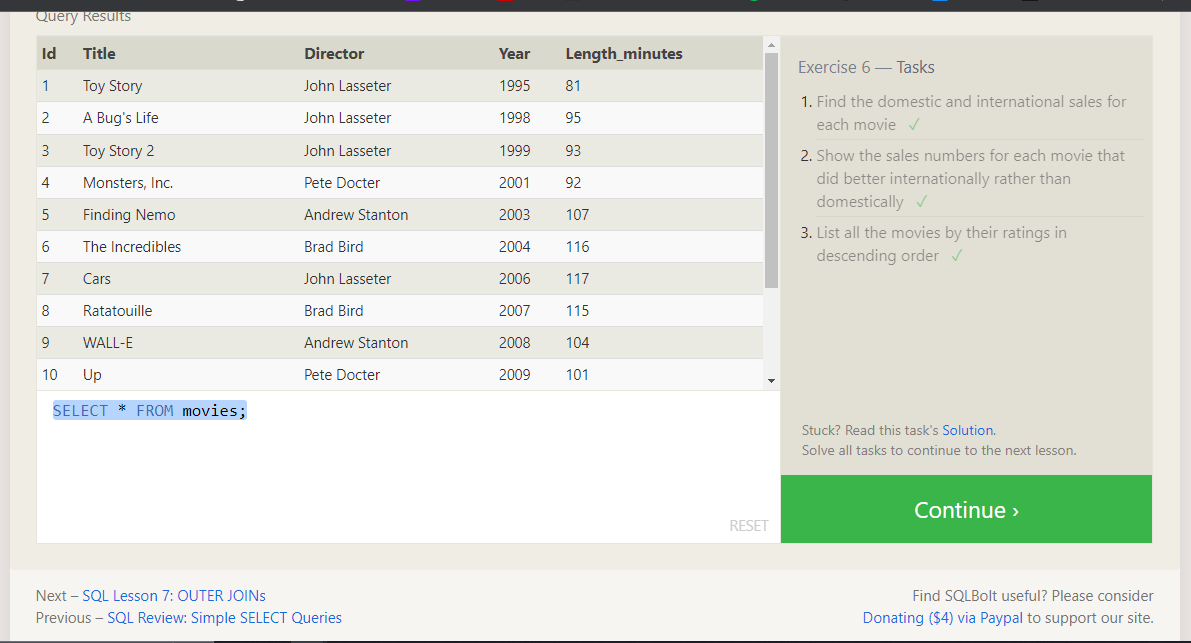 Query Results
Id Title Director Year Length_minutes
1 Toy Story John Lasseter 1995 81
2 A Bug's Life John Lasseter 1998 95
3 Toy Story 2 John Lasseter 1999 93
4 Monsters, Inc. Pete Docter 2001 92
5 Finding Nemo Andrew Stanton 2003 107
6 The Incredibles Brad Bird 2004 116
7 Cars John Lasseter 2006 117
8 Ratatouille Brad Bird 2007 115
9 WALL-E Andrew Stanton 2008 104
10 Up Pete Docter 2009 101
SELECT * FROM movies;
RESET
Exercise 6 — Tasks
1. Find the domestic and international sales for
each movie ✓
2. Show the sales numbers for each movie that
did better internationally rather than
domestically ✓
3. List all the movies by their ratings in
descending order ✓
Stuck? Read this task's Solution.
Solve all tasks to continue to the next lesson.
Continue ›
Next – SQL Lesson 7: OUTER JOINs
Previous – SQL Review: Simple SELECT Queries
Find SQLBolt useful? Please consider
Donating ($4) via Paypal to support our site.